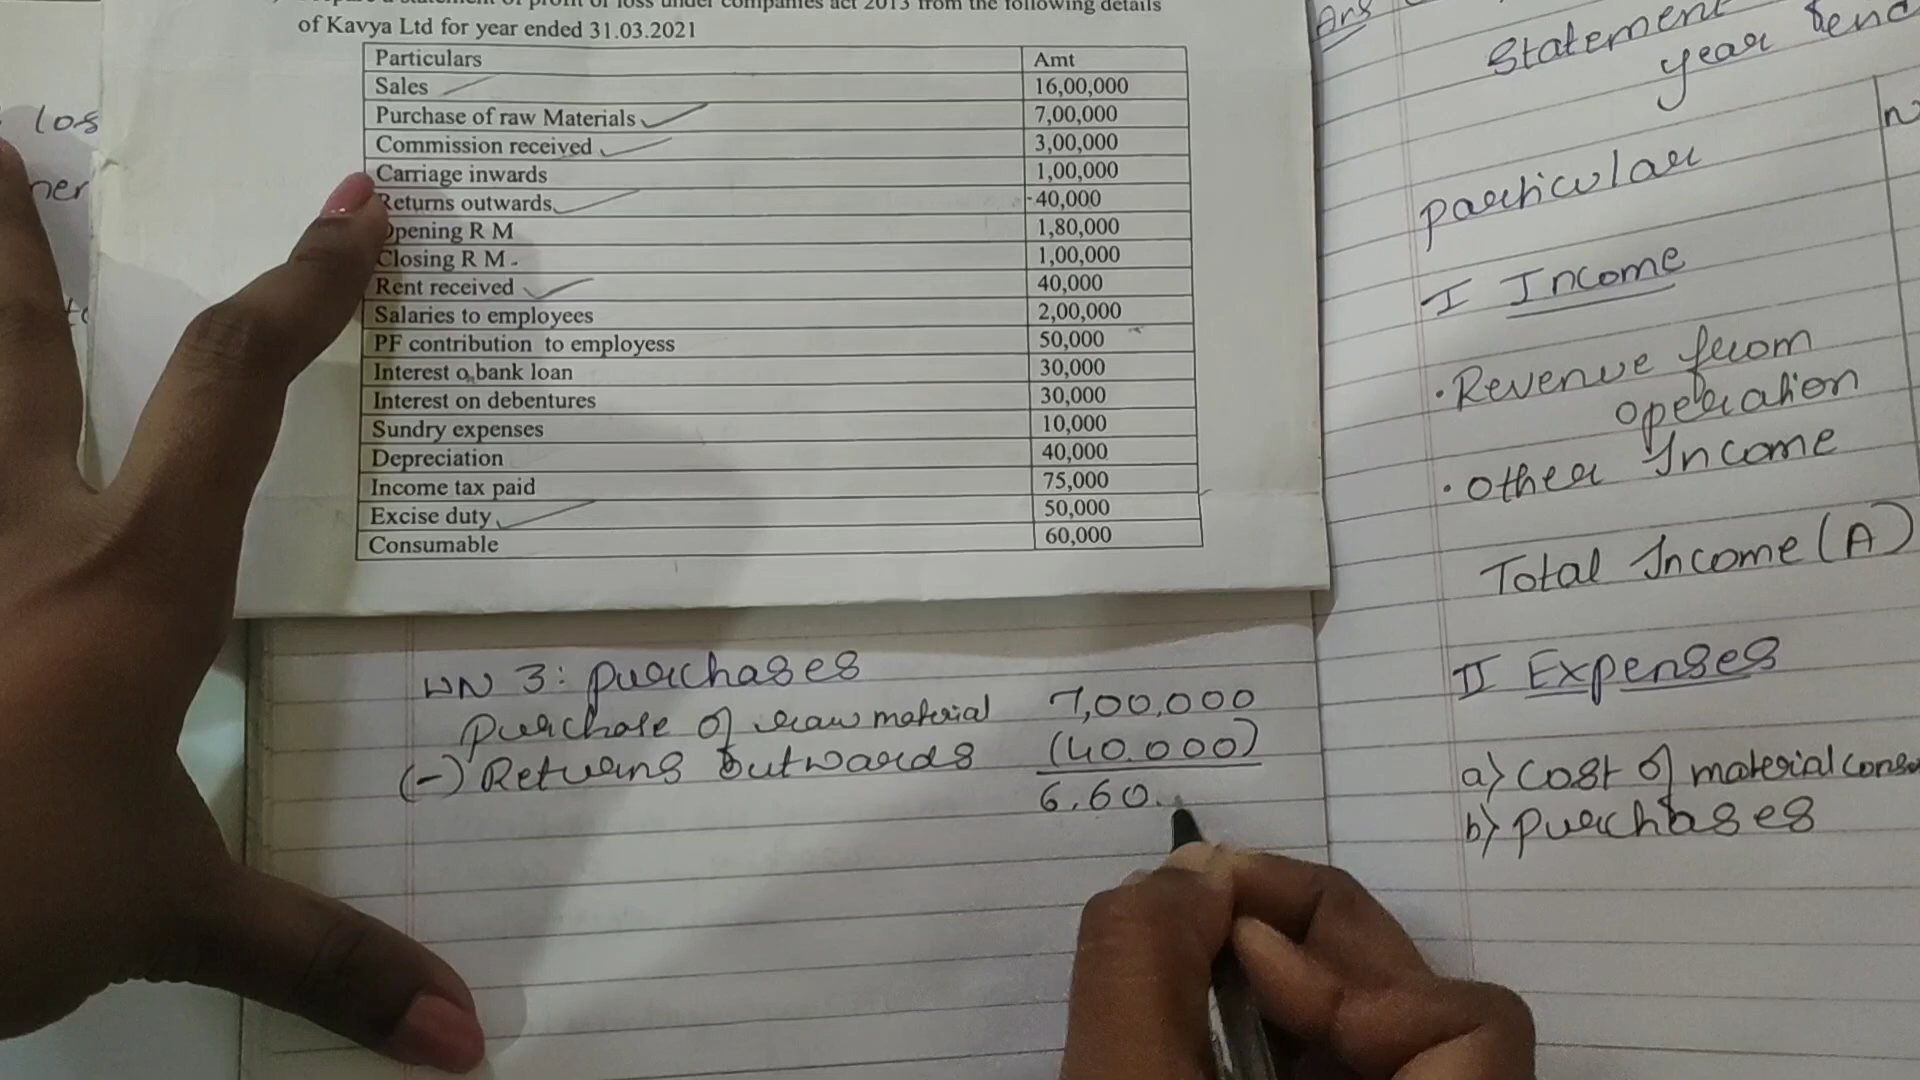 of Kavya Ltd for year ended 31.03.2021
Particulars Amt
Sales 16,00,000
Purchase of raw Materials 7,00,000
Commission received 3,00,000
Carriage inwards 1,00,000
Returns outwards -40,000
Opening R M 1,80,000
Closing R M 1,00,000
Rent received 40,000
Salaries to employees 2,00,000
PF contribution to employess 50,000
Interest o bank loan 30,000
Interest on debentures 30,000
Sundry expenses 10,000
Depreciation 40,000
Income tax paid 75,000
Excise duty 50,000
Consumable 60,000
WN 3: purchases
purchase of raw material 7,00,000
(-) Returns outwards (40,000)
6,60.
Ans
Statement
year
particular
I Income
• Revenue from
operation
• Other Income
Total Income (A)
II Expenses
a) Cost of material
b) purchases